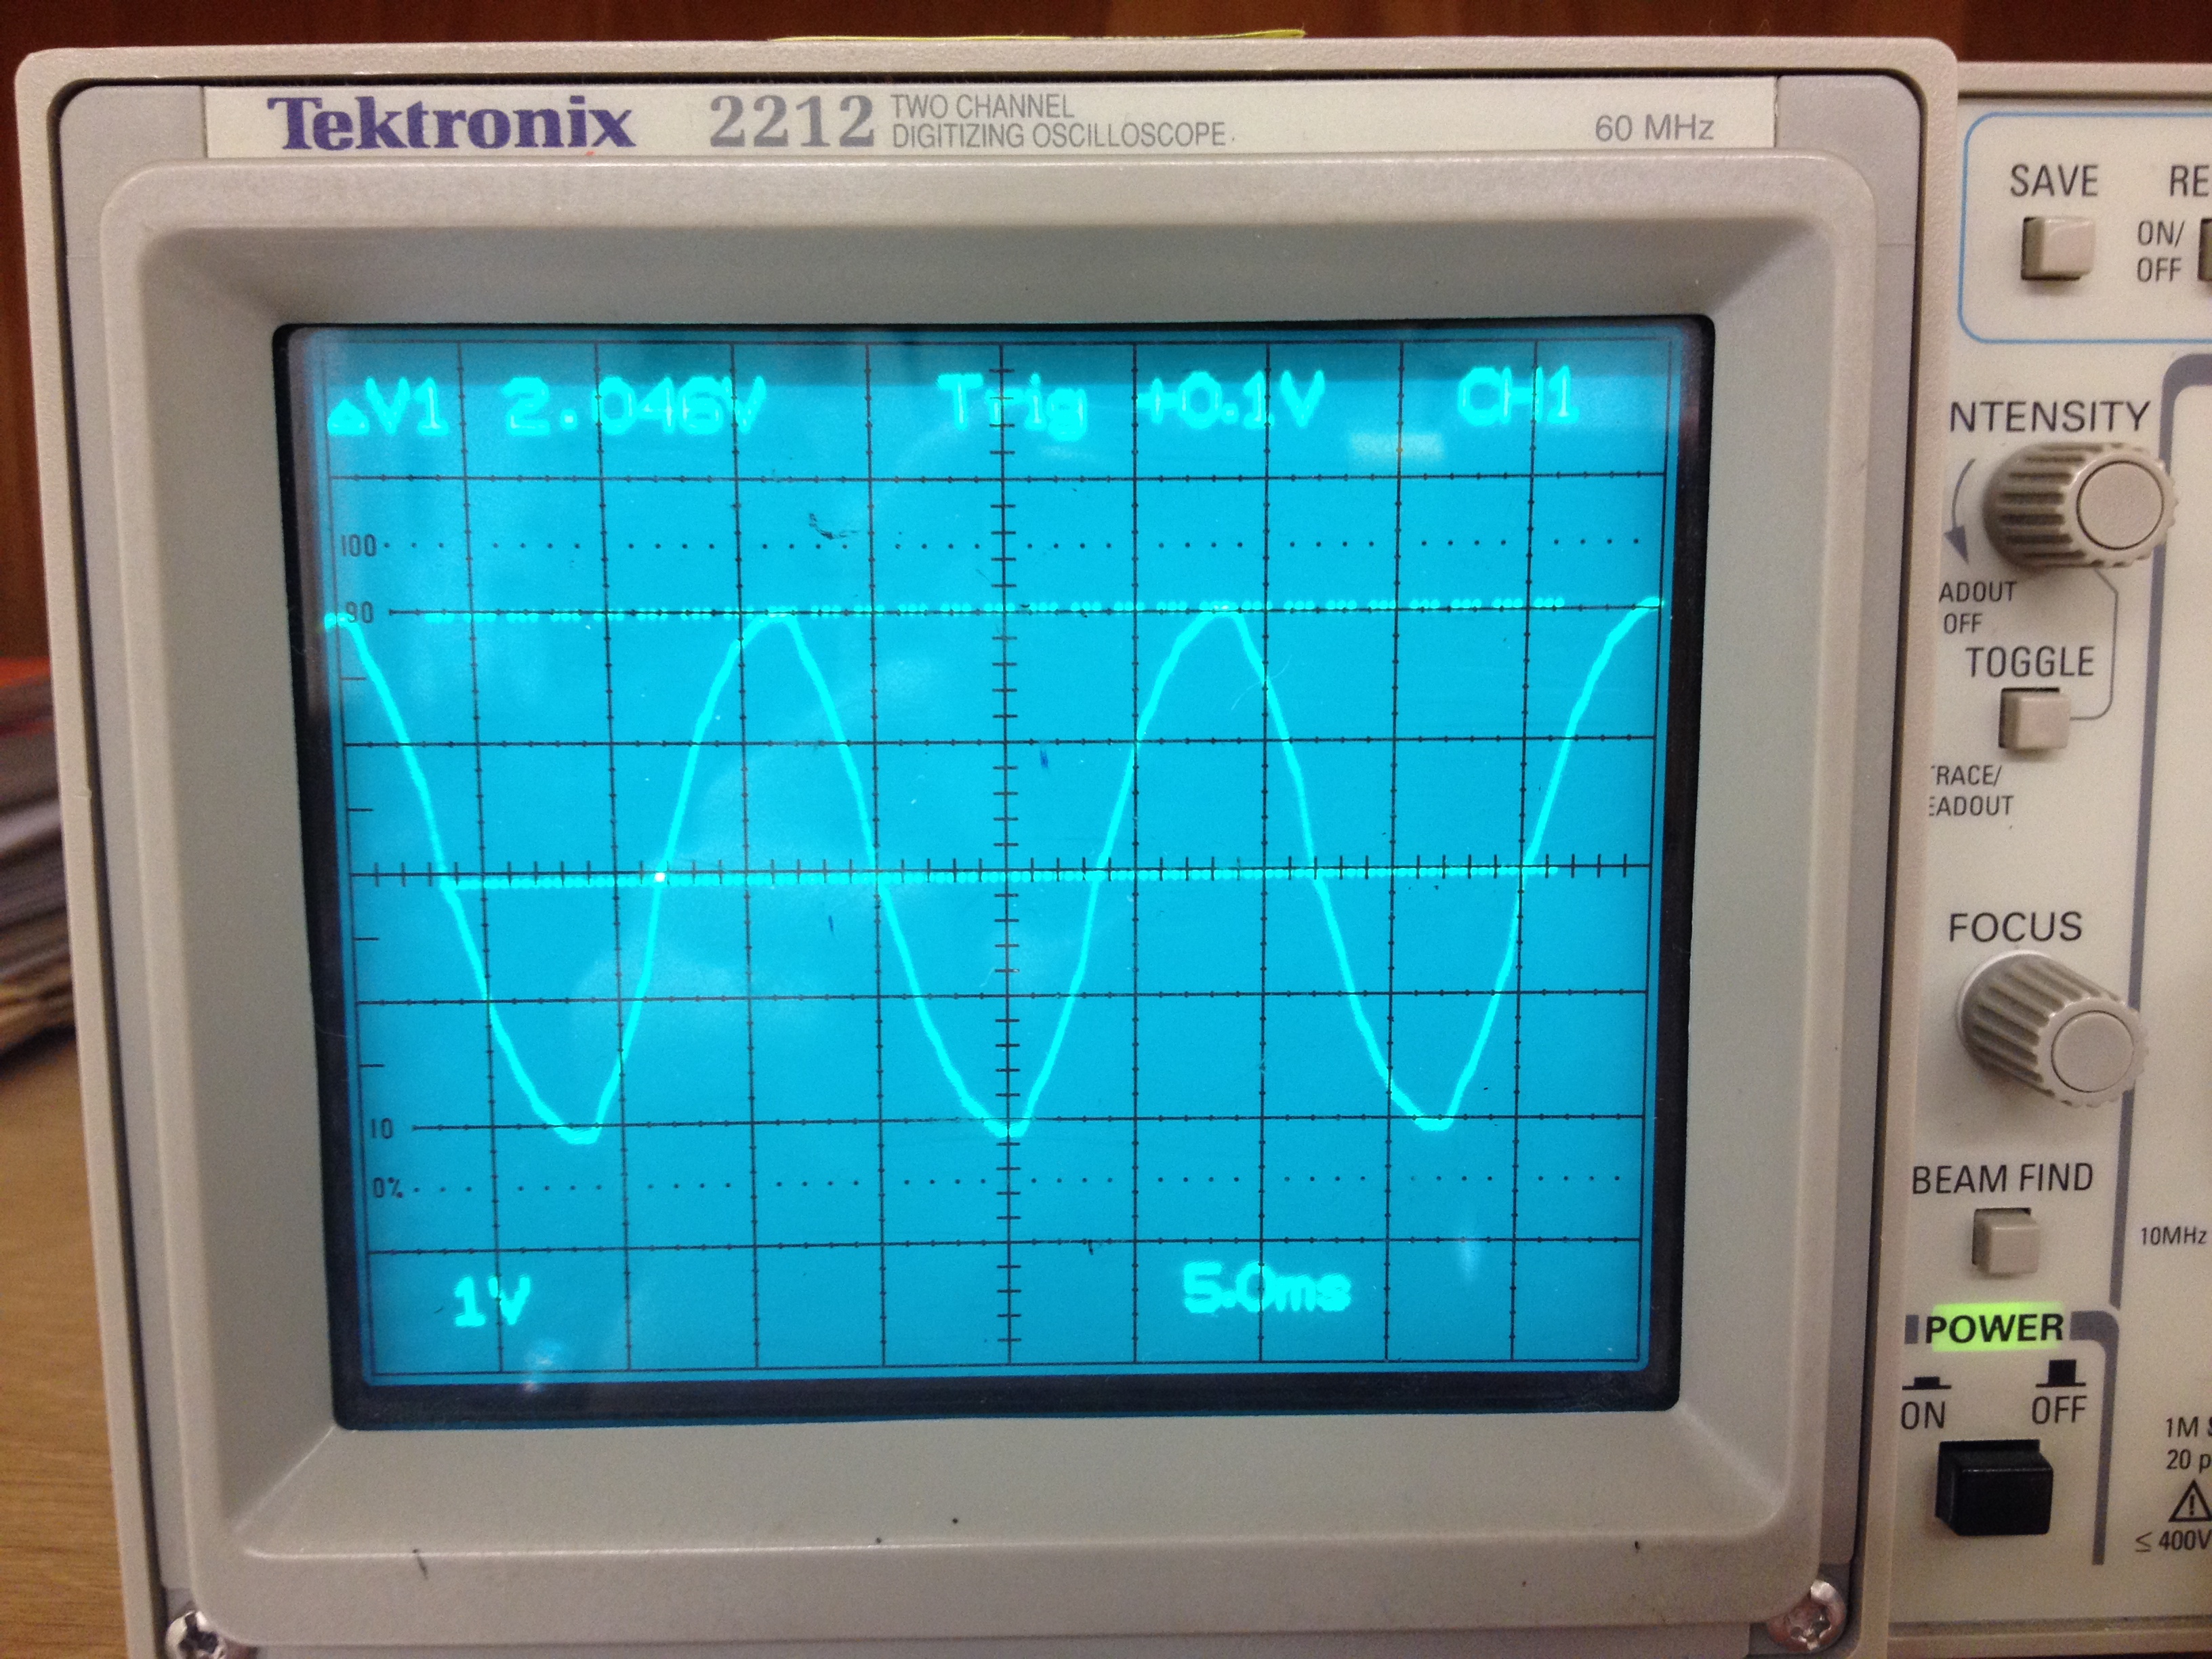 Tektronix 2212 TWO CHANNEL DIGITIZING OSCILLOSCOPE 60 MHz
SAVE RE
ON/
OFF
NTENSITY
ΔV1 2.046V Trig +0.1V CH1
100
90
ADOUT
OFF
TOGGLE
RACE/
EADOUT
FOCUS
10
0%
BEAM FIND
10MHz
1V 5.0ms
POWER
ON OFF
1M
20 p
≤ 400V